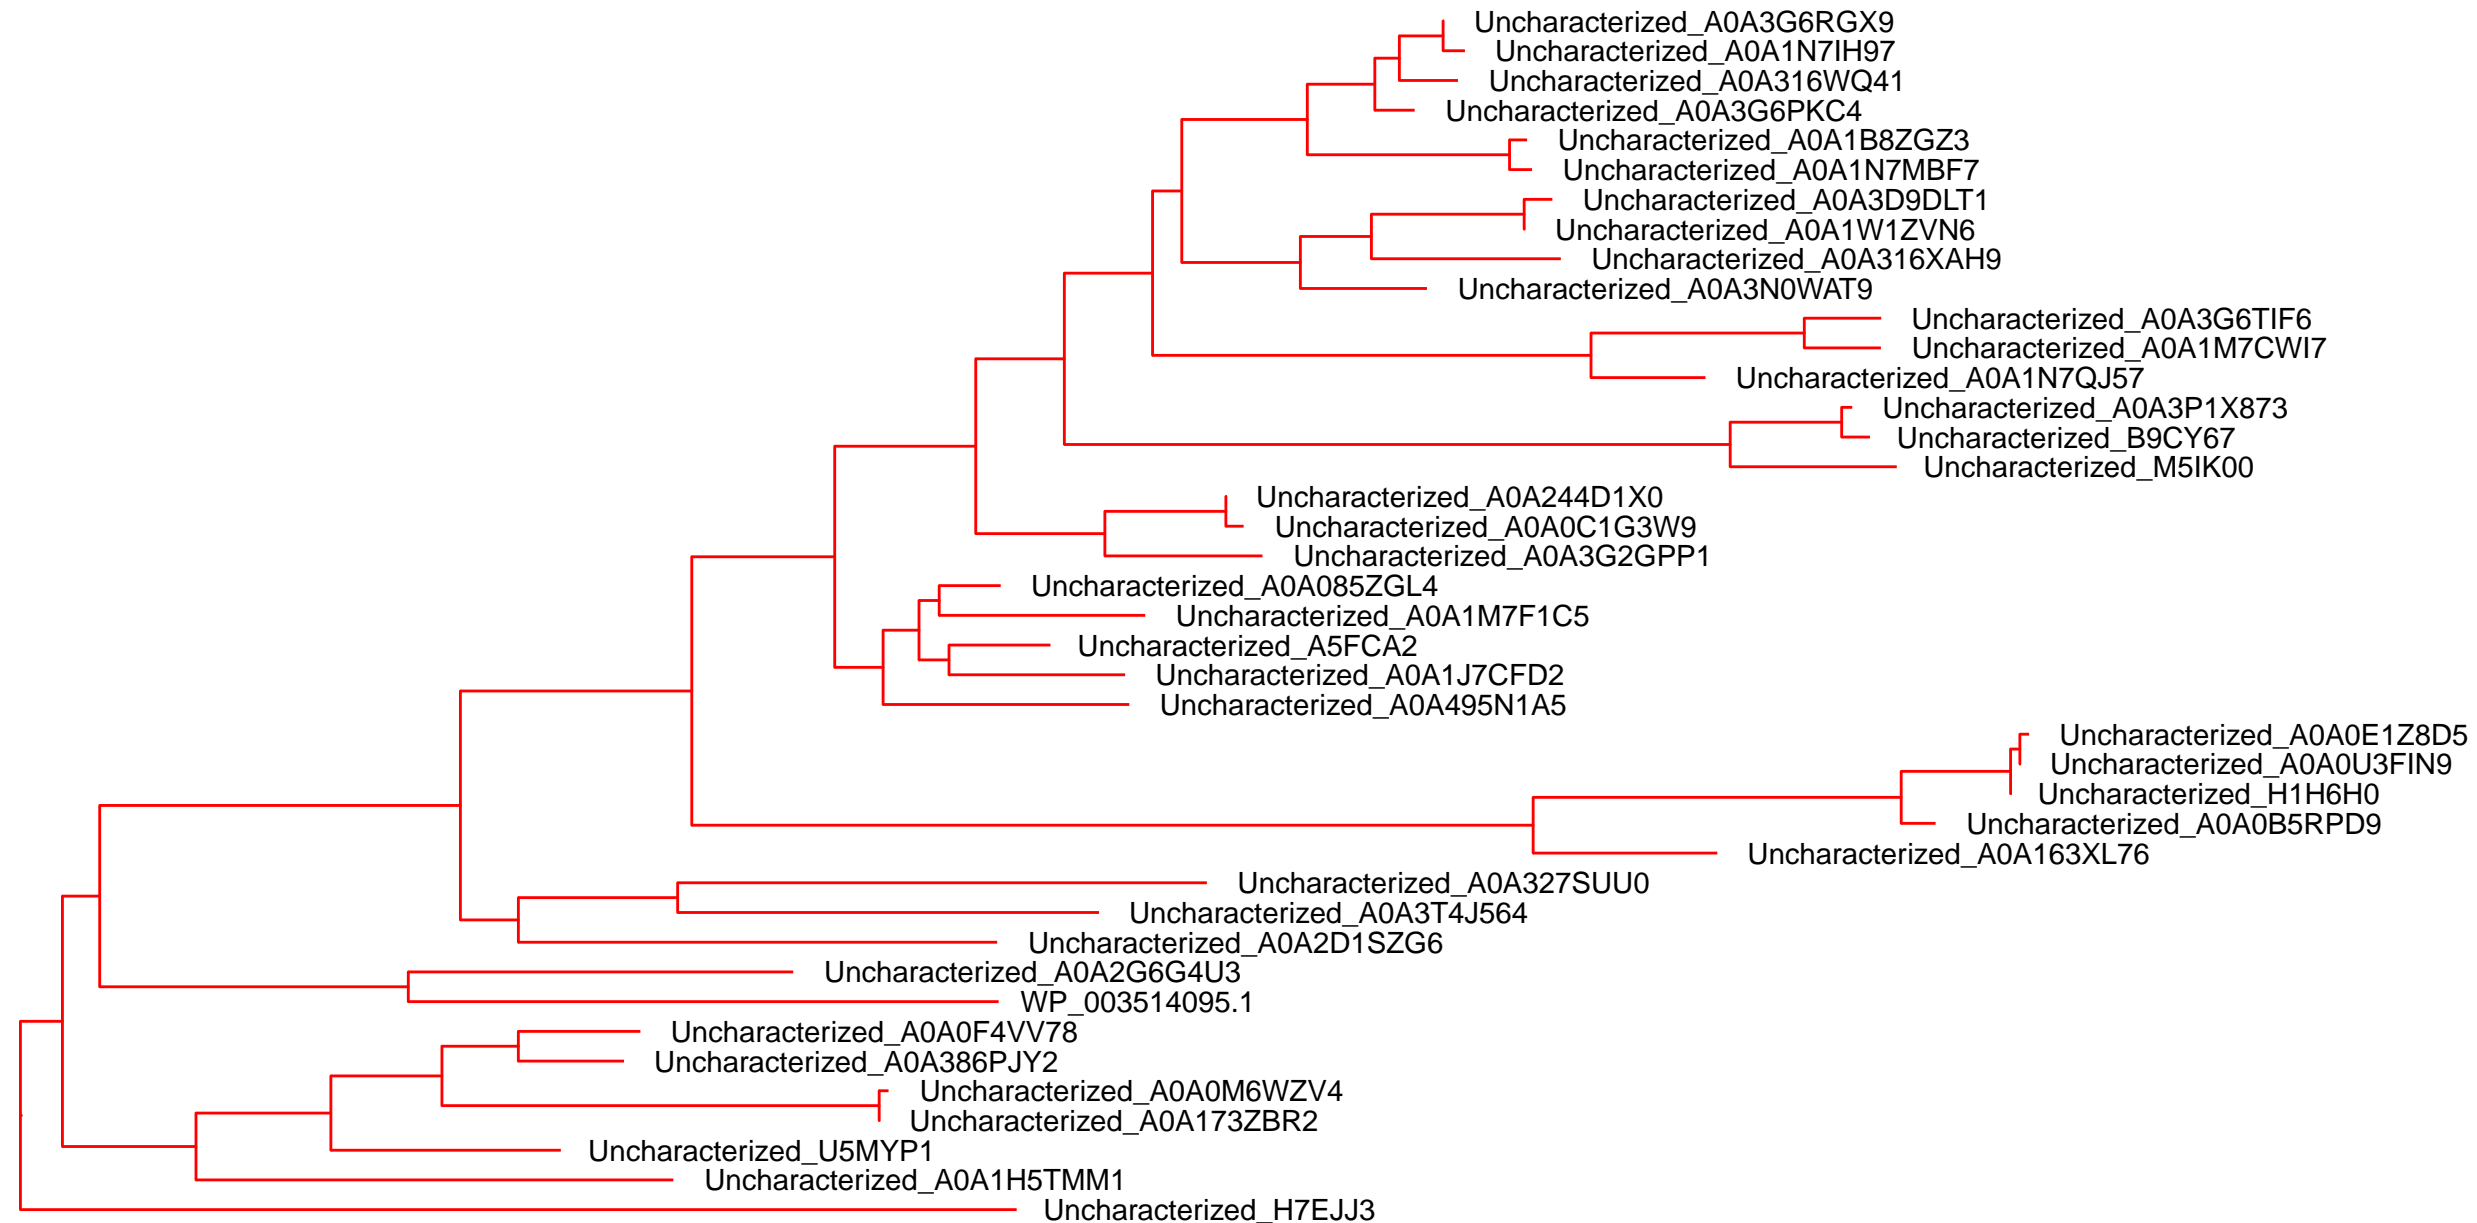 Uncharacterized_A0A3G6RGX9
Uncharacterized_A0A1N7IH97
Uncharacterized_A0A316WQ41
Uncharacterized_A0A3G6PKC4
Uncharacterized_A0A1B8ZGZ3
Uncharacterized_A0A1N7MBF7
Uncharacterized_A0A3D9DLT1
Uncharacterized_A0A1W1ZVN6
Uncharacterized_A0A316XAH9
Uncharacterized_A0A3N0WAT9
Uncharacterized_A0A3G6TIF6
Uncharacterized_A0A1M7CWI7
Uncharacterized_A0A1N7QJ57
Uncharacterized_A0A3P1X873
Uncharacterized_B9CY67
Uncharacterized_M5IK00
Uncharacterized_A0A244D1X0
Uncharacterized_A0A0C1G3W9
Uncharacterized_A0A3G2GPP1
Uncharacterized_A0A085ZGL4
Uncharacterized_A0A1M7F1C5
Uncharacterized_A5FCA2
Uncharacterized_A0A1J7CFD2
Uncharacterized_A0A495N1A5
Uncharacterized_A0A0E1Z8D5
Uncharacterized_A0A0U3FIN9
Uncharacterized_H1H6H0
Uncharacterized_A0A0B5RPD9
Uncharacterized_A0A163XL76
Uncharacterized_A0A327SUU0
Uncharacterized_A0A3T4J564
Uncharacterized_A0A2D1SZG6
Uncharacterized_A0A2G6G4U3
WP_003514095.1
Uncharacterized_A0A0F4VV78
Uncharacterized_A0A386PJY2
Uncharacterized_A0A0M6WZV4
Uncharacterized_A0A173ZBR2
Uncharacterized_U5MYP1
Uncharacterized_A0A1H5TMM1
Uncharacterized_H7EJJ3